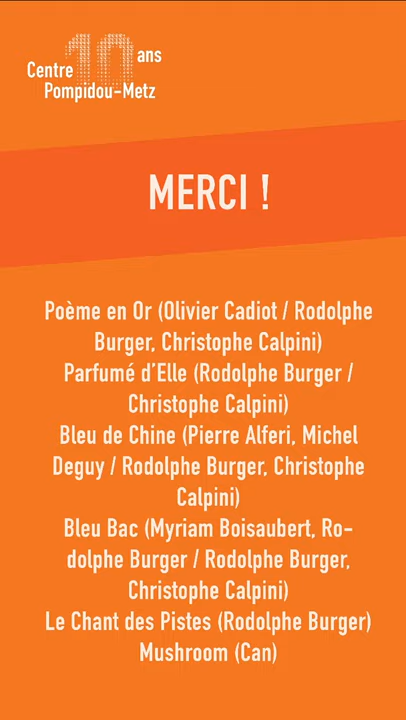 Centre 10 ans
Pompidou-Metz
MERCI !
Poème en Or (Olivier Cadiot / Rodolphe
Burger, Christophe Calpini)
Parfumé d'Elle (Rodolphe Burger /
Christophe Calpini)
Bleu de Chine (Pierre Alferi, Michel
Deguy / Rodolphe Burger, Christophe
Calpini)
Bleu Bac (Myriam Boisaubert, Ro-
dolphe Burger / Rodolphe Burger,
Christophe Calpini)
Le Chant des Pistes (Rodolphe Burger)
Mushroom (Can)